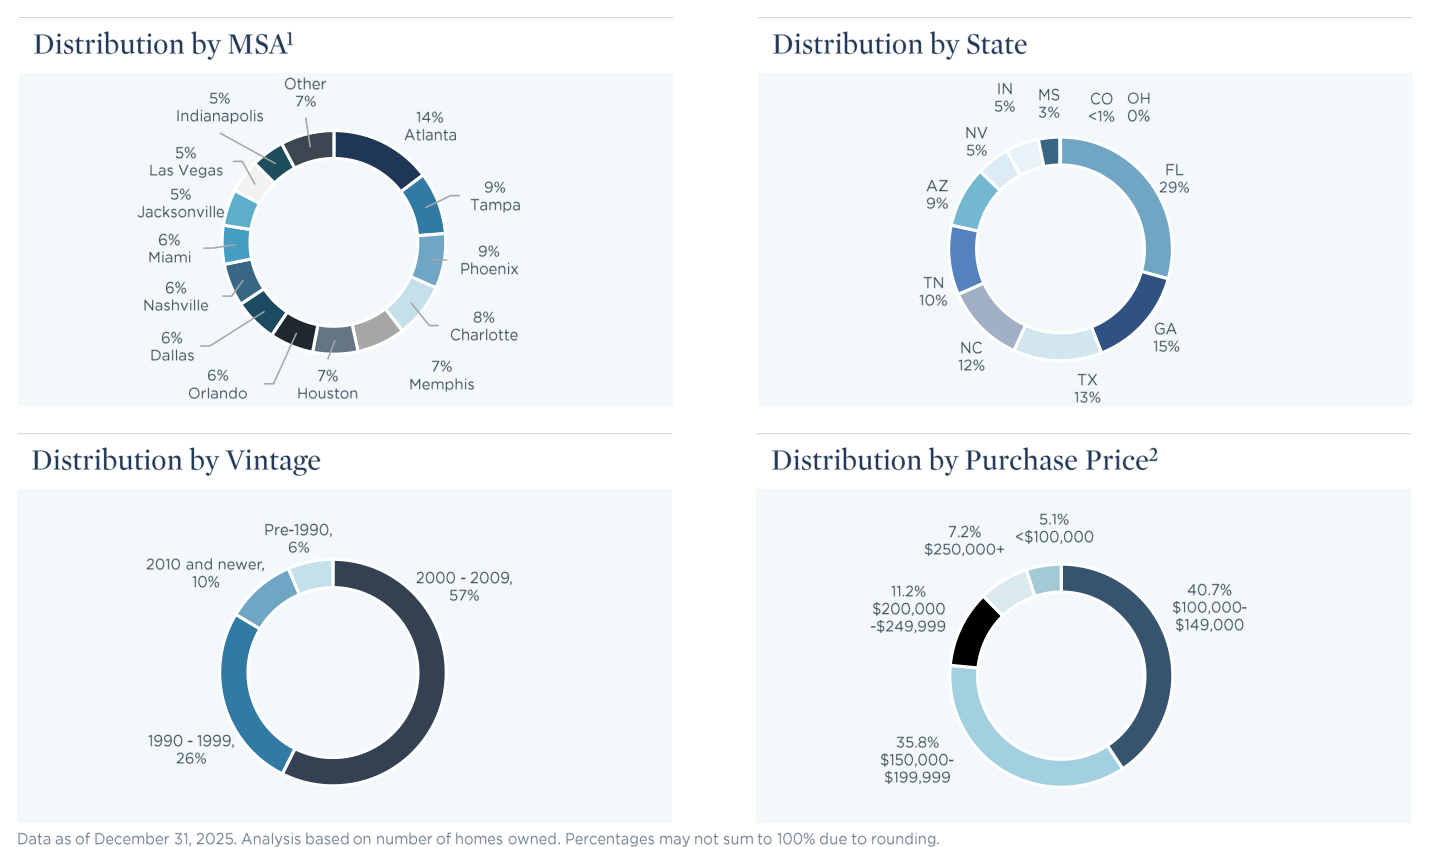 Distribution by MSA¹
Other
7%
14%
Atlanta
9%
Tampa
9%
Phoenix
8%
Charlotte
7%
Memphis
7%
Houston
6%
Orlando
6%
Dallas
6%
Nashville
6%
Miami
5%
Jacksonville
5%
Las Vegas
5%
Indianapolis
Distribution by State
IN
5%
MS
3%
CO
<1%
OH
0%
FL
29%
GA
15%
TX
13%
NC
12%
TN
10%
AZ
9%
NV
5%
Distribution by Vintage
Pre-1990,
6%
2000 - 2009,
57%
1990 - 1999,
26%
2010 and newer,
10%
Distribution by Purchase Price²
5.1%
<$100,000
40.7%
$100,000-
$149,000
35.8%
$150,000-
$199,999
11.2%
$200,000
-$249,999
7.2%
$250,000+
Data as of December 31, 2025. Analysis based on number of homes owned. Percentages may not sum to 100% due to rounding.